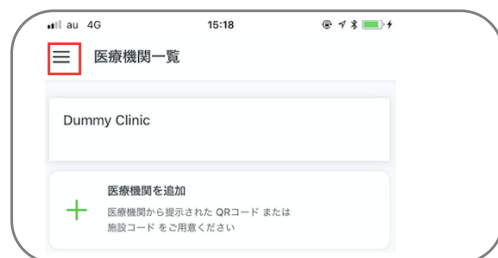 au 4G 15:18
医療機関一覧
Dummy Clinic
医療機関を追加
医療機関から提示された QRコード または
施設コード をご用意ください